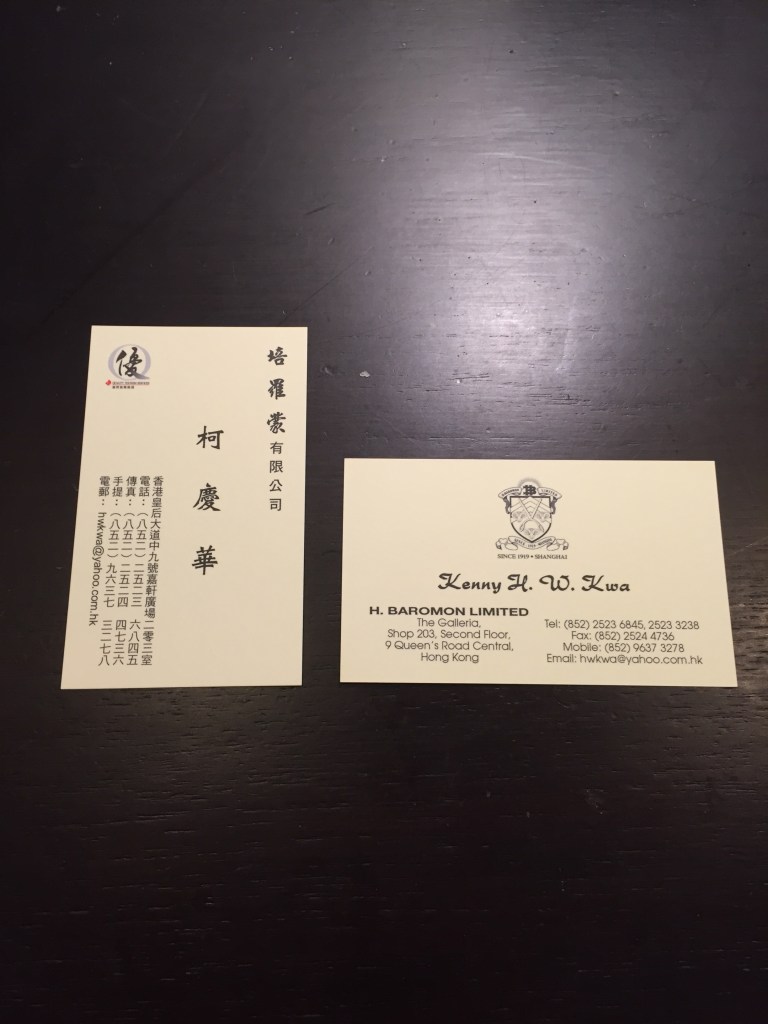 培羅蒙有限公司
柯慶華
香港皇后大道中九號嘉軒廣場二零三室
電話：（八五二）二五二三 六八四五
傳真：（八五二）二五二四 四七三六
手提：（八五二）九六三七 三二七八
電郵：hwkwa@yahoo.com.hk
優
SINCE 1919 • SHANGHAI
Kenny H. W. Kwa
H. BAROMON LIMITED
The Galleria,
Shop 203, Second Floor,
9 Queen's Road Central,
Hong Kong
Tel: (852) 2523 6845, 2523 3238
Fax: (852) 2524 4736
Mobile: (852) 9637 3278
Email: hwkwa@yahoo.com.hk